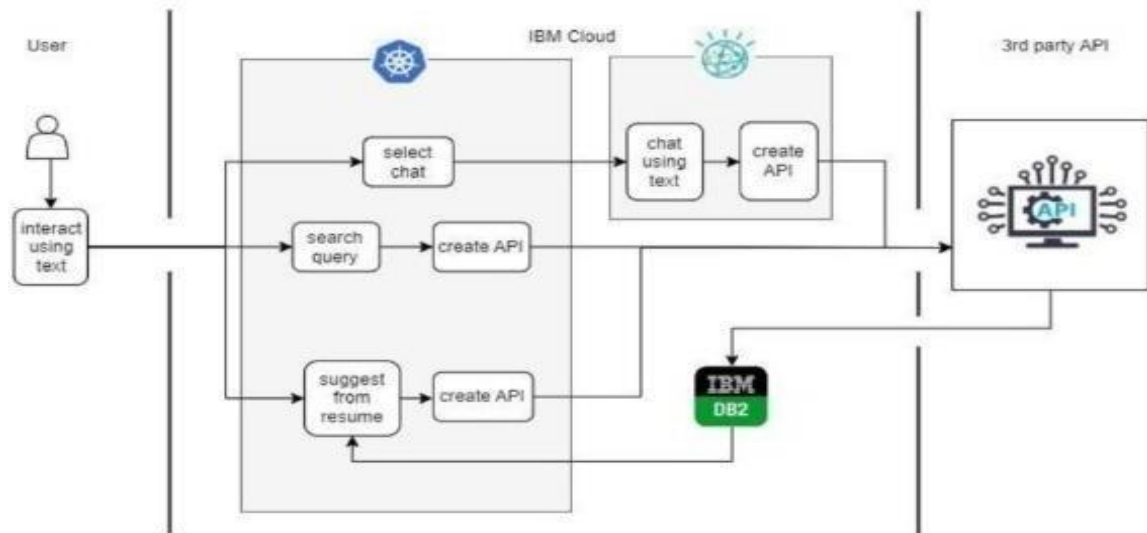 User
IBM Cloud
3rd party API
select
chat
chat
using
text
create
API
API
interact
using
text
search
query
create API
suggest
from
resume
create API
IBM
DB2